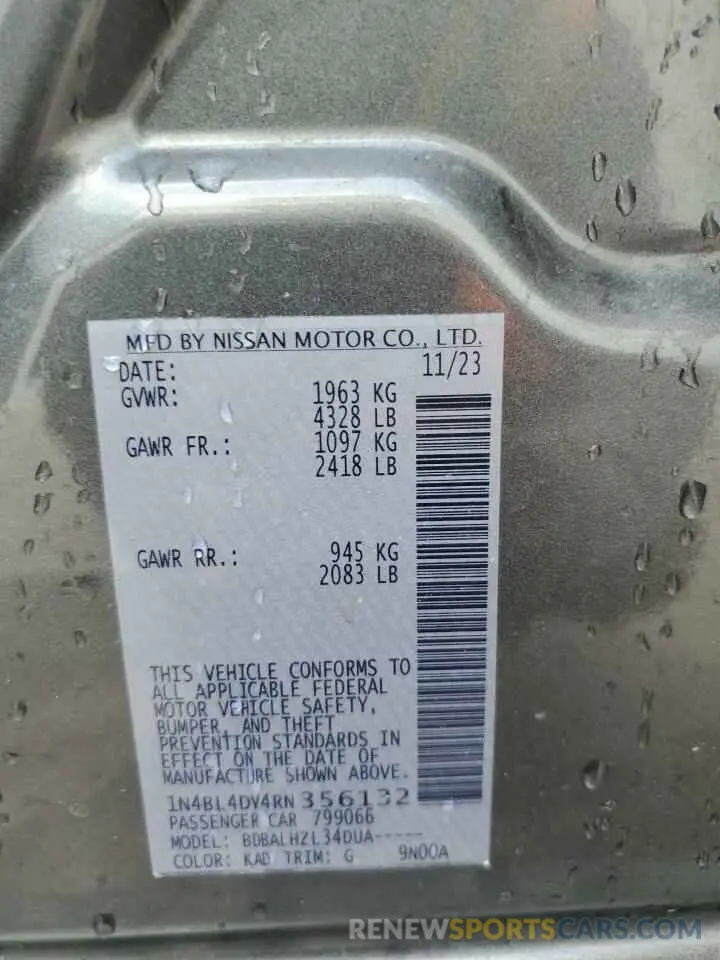 MFD BY NISSAN MOTOR CO., LTD.
DATE: 11/23
GVWR: 1963 KG
4328 LB
GAWR FR.: 1097 KG
2418 LB
GAWR RR.: 945 KG
2083 LB
THIS VEHICLE CONFORMS TO
ALL APPLICABLE FEDERAL
MOTOR VEHICLE SAFETY,
BUMPER, AND THEFT
PREVENTION STANDARDS IN
EFFECT ON THE DATE OF
MANUFACTURE SHOWN ABOVE.
1N4BL4DV4RN356132
PASSENGER CAR 799066
MODEL: BDBALHZL34DUA-----
COLOR: KAD TRIM: G 9N00A
RENEWSPORTSCARS.COM